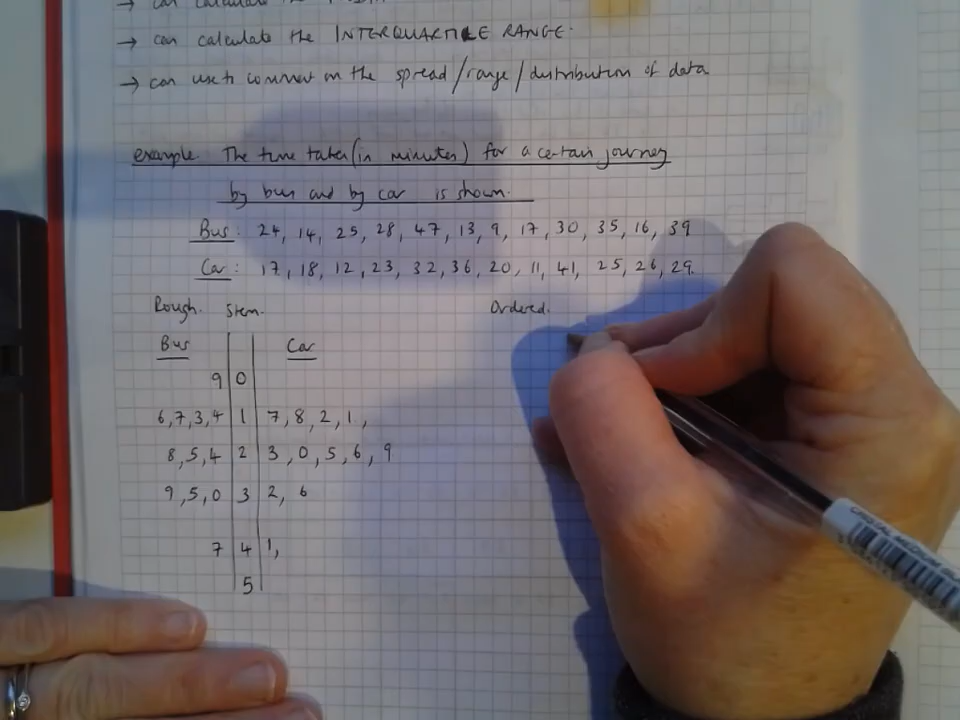 → can calculate the
→ can calculate the INTERQUARTILE RANGE.
→ can use to comment on the spread/range/distribution of data
example. The time taken (in minutes) for a certain journey
by bus and by car is shown.
Bus: 24, 14, 25, 28, 47, 13, 9, 17, 30, 35, 16, 39
Car: 17, 18, 12, 23, 32, 36, 20, 11, 41, 25, 26, 29.
Rough. Stem. Ordered.
Bus Car
9 0
6,7,3,4 1 7, 8, 2, 1,
8,5,4 2 3, 0, 5, 6, 9
9,5,0 3 2, 6
7 4 1,
5